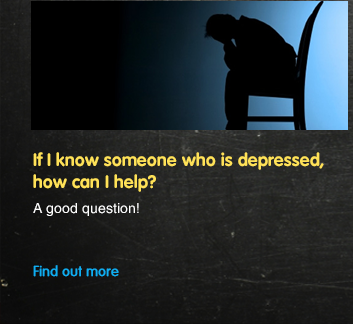 If I know someone who is depressed,
how can I help?
A good question!
Find out more